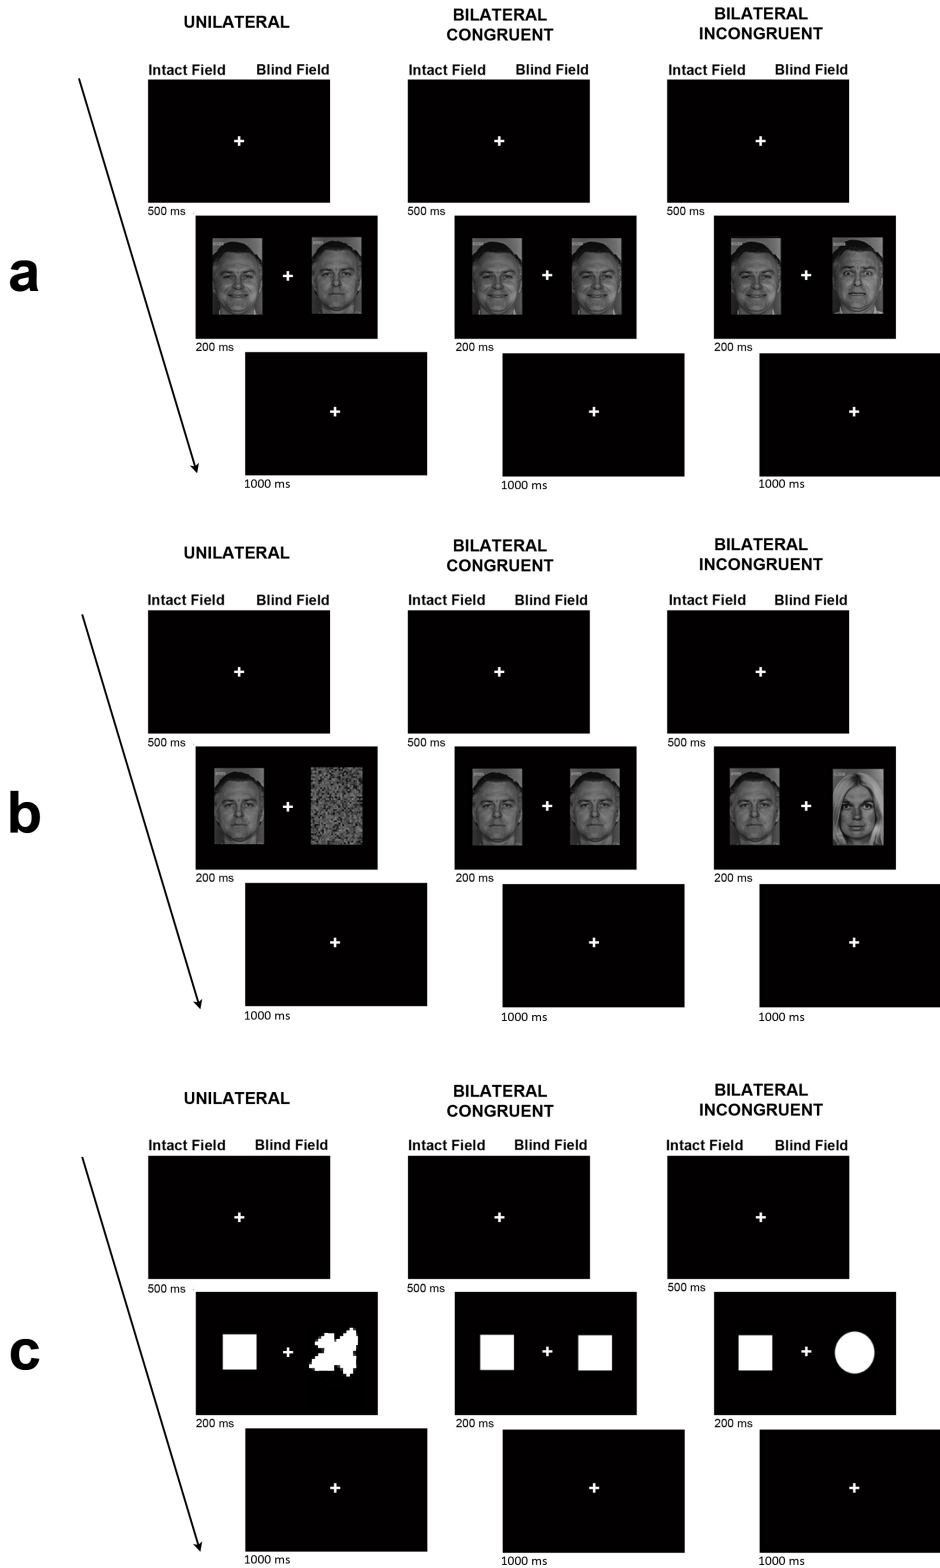 UNILATERAL
BILATERAL
CONGRUENT
BILATERAL
INCONGRUENT
Intact Field Blind Field
Intact Field Blind Field
Intact Field Blind Field
500 ms
500 ms
500 ms
a
200 ms
200 ms
200 ms
1000 ms
1000 ms
1000 ms
UNILATERAL
BILATERAL
CONGRUENT
BILATERAL
INCONGRUENT
Intact Field Blind Field
Intact Field Blind Field
Intact Field Blind Field
500 ms
500 ms
500 ms
b
200 ms
200 ms
200 ms
1000 ms
1000 ms
1000 ms
UNILATERAL
BILATERAL
CONGRUENT
BILATERAL
INCONGRUENT
Intact Field Blind Field
Intact Field Blind Field
Intact Field Blind Field
500 ms
500 ms
500 ms
c
200 ms
200 ms
200 ms
1000 ms
1000 ms
1000 ms